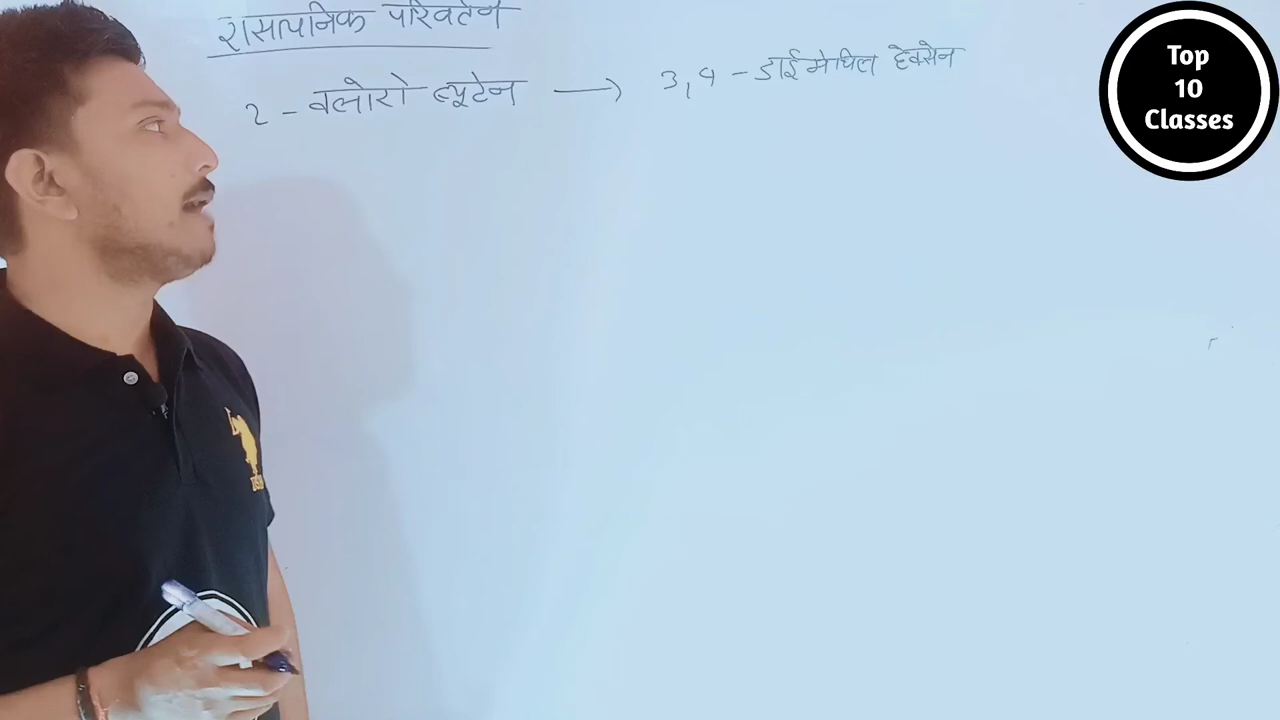 रासायनिक परिवर्तन
2 - क्लोरो ब्यूटेन → 3,4 - डाईमेथिल हेक्सेन
Top
10
Classes